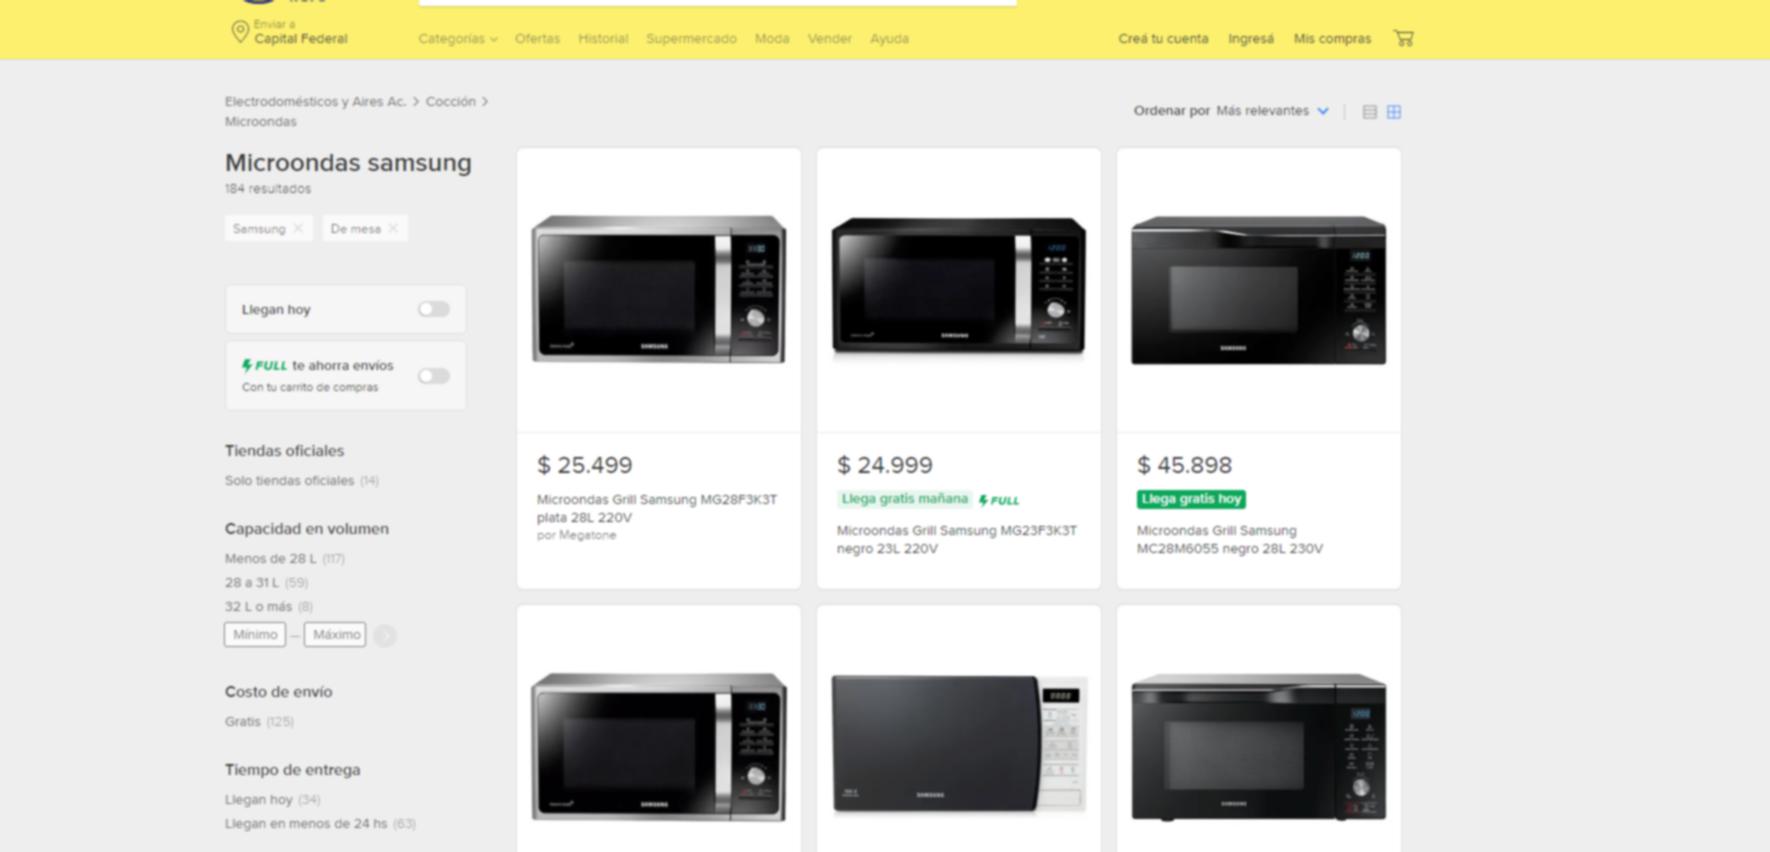 Enviar a
Capital Federal
Categorías
Ofertas
Historial
Supermercado
Moda
Vender
Ayuda
Creá tu cuenta
Ingresá
Mis compras
Electrodomésticos y Aires Ac. > Cocción >
Microondas
Ordenar por Más relevantes
Microondas samsung
184 resultados
Samsung
De mesa
Llegan hoy
FULL te ahorra envíos
Con tu carrito de compras
Tiendas oficiales
Solo tiendas oficiales (14)
Capacidad en volumen
Menos de 28 L (117)
28 a 31 L (59)
32 L o más (8)
Mínimo — Máximo
Costo de envío
Gratis (125)
Tiempo de entrega
Llegan hoy (34)
Llegan en menos de 24 hs (63)
SAMSUNG
$ 25.499
Microondas Grill Samsung MG28F3K3T
plata 28L 220V
por Megatone
SAMSUNG
$ 24.999
Llega gratis mañana FULL
Microondas Grill Samsung MG23F3K3T
negro 23L 220V
SAMSUNG
$ 45.898
Llega gratis hoy
Microondas Grill Samsung
MC28M6055 negro 28L 230V
SAMSUNG
SAMSUNG
SAMSUNG